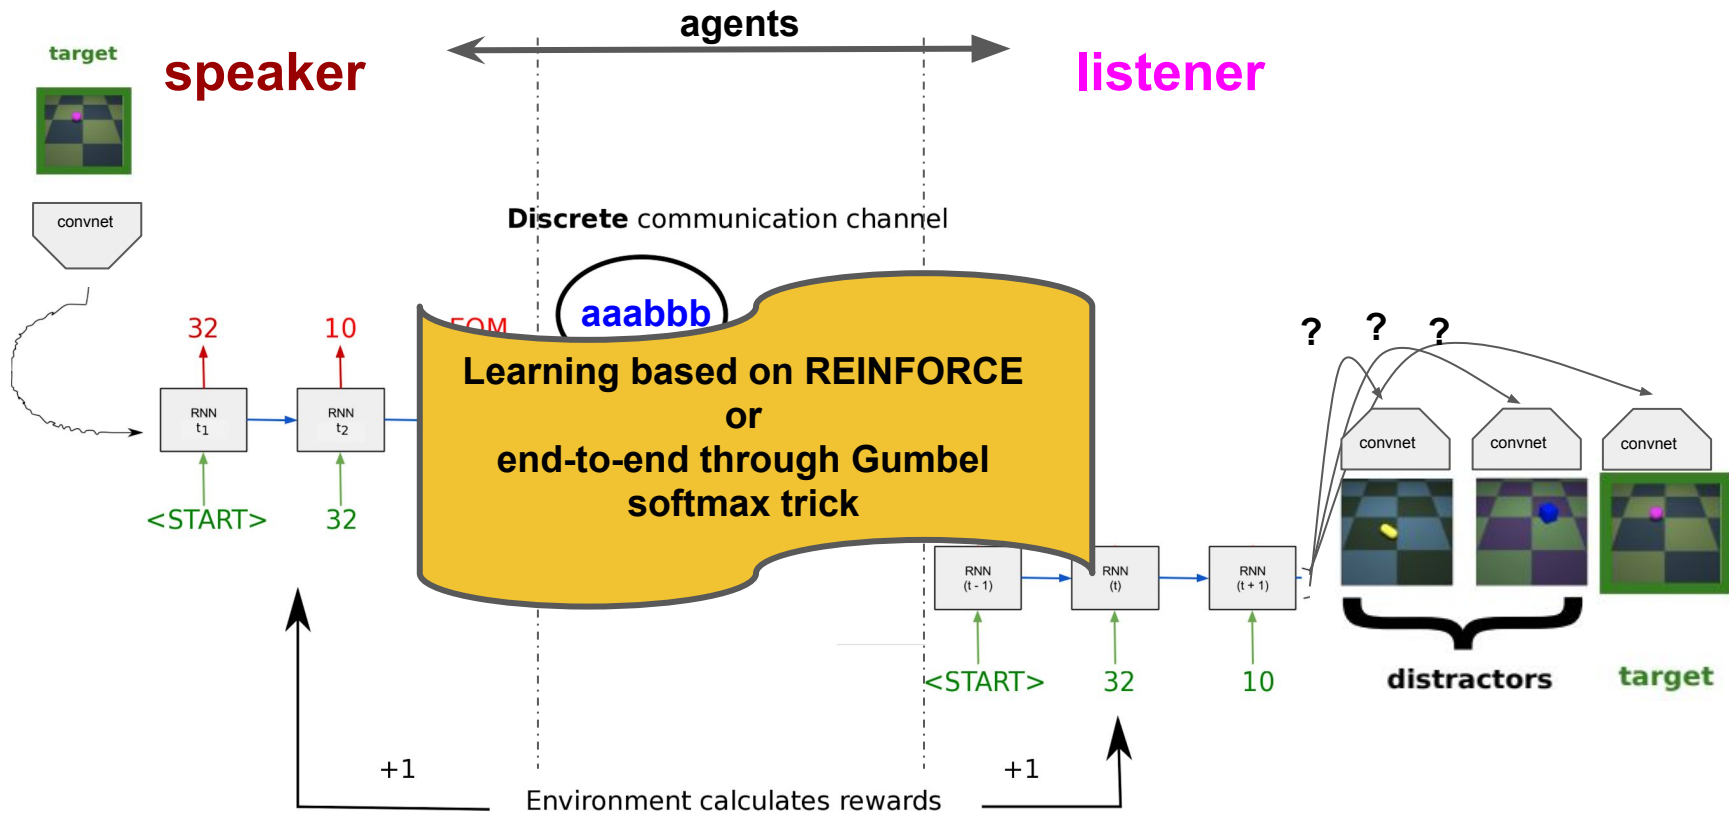 agents
target
speaker
listener
convnet
Discrete communication channel
aaabbb
32
10
EOM
? ? ?
Learning based on REINFORCE
or
end-to-end through Gumbel
softmax trick
RNN
t1
RNN
t2
<START>
32
convnet
convnet
convnet
RNN
(t - 1)
RNN
(t)
RNN
(t + 1)
<START>
32
10
distractors
target
+1
+1
Environment calculates rewards